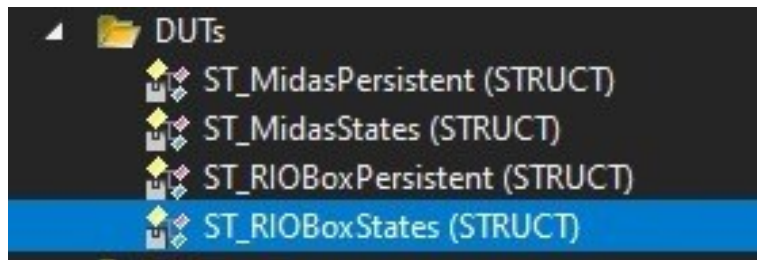 DUTs
ST_MidasPersistent (STRUCT)
ST_MidasStates (STRUCT)
ST_RIOBoxPersistent (STRUCT)
ST_RIOBoxStates (STRUCT)